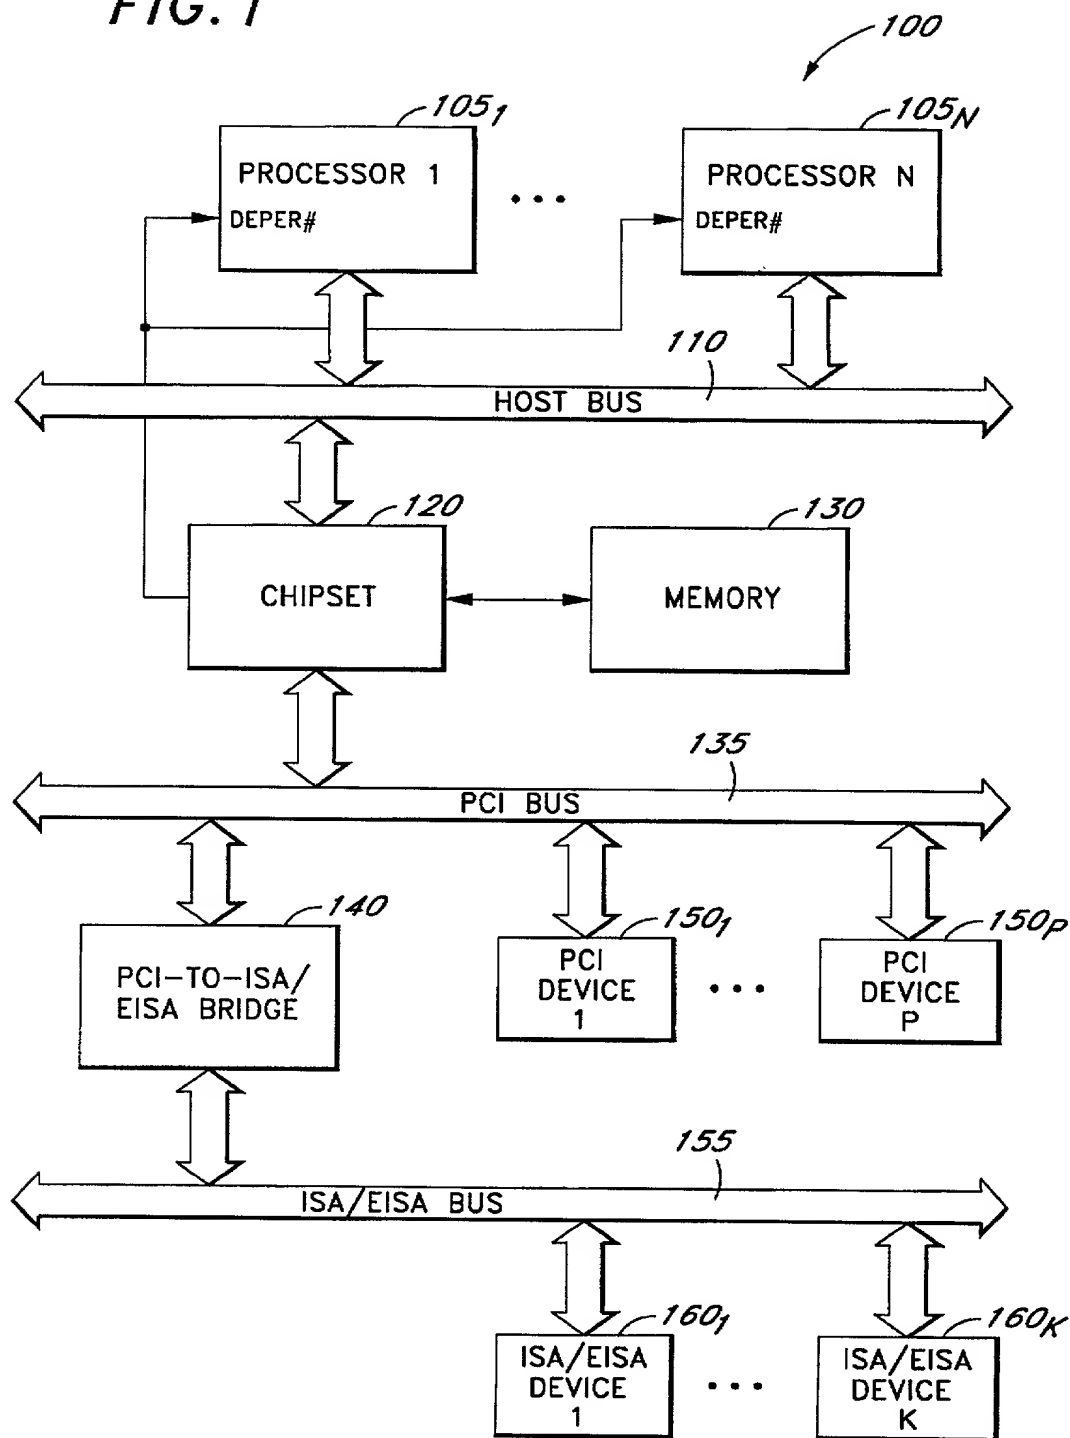 FIG. 1
100
105₁
105N
PROCESSOR 1
DEPER#
• • •
PROCESSOR N
DEPER#
110
HOST BUS
120
130
CHIPSET
MEMORY
135
PCI BUS
140
150₁
150P
PCI-TO-ISA/
EISA BRIDGE
PCI
DEVICE
1
• • •
PCI
DEVICE
P
155
ISA/EISA BUS
160₁
160K
ISA/EISA
DEVICE
1
• • •
ISA/EISA
DEVICE
K